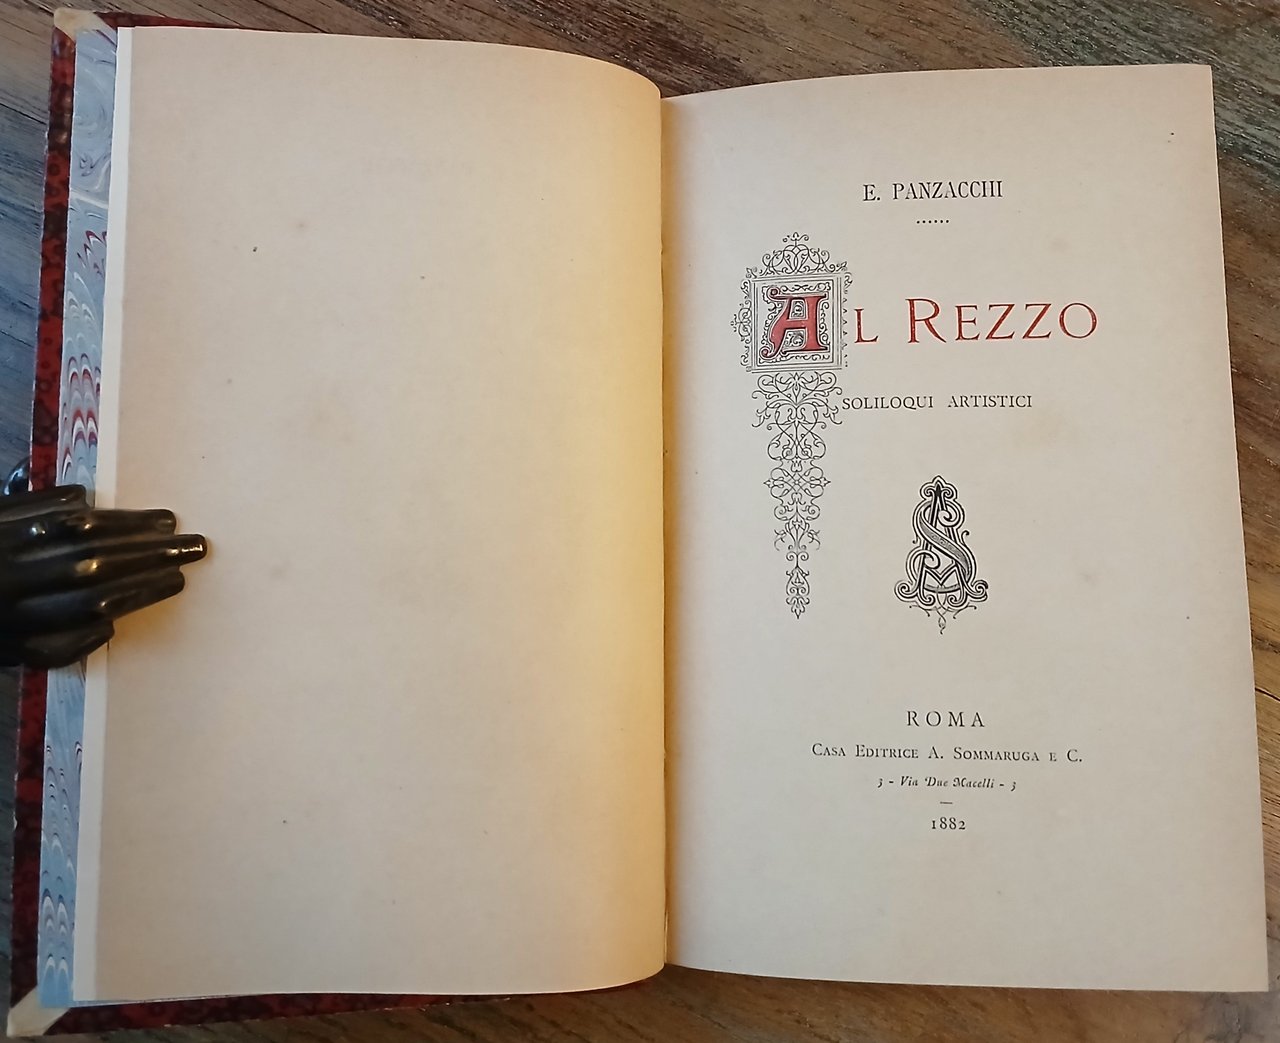 E. PANZACCHI
AL REZZO
SOLILOQUI ARTISTICI
ROMA
CASA EDITRICE A. SOMMARUGA E C.
3 - Via Due Macelli - 3
1882